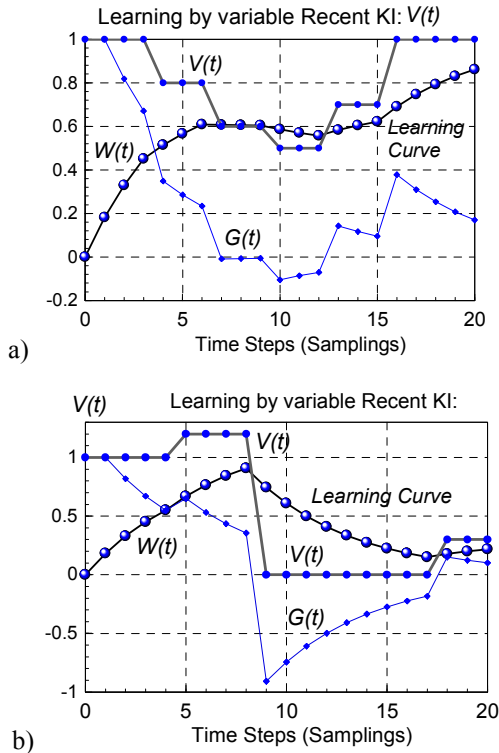 Learning by variable Recent KI: V(t)
1
0.8
0.6
0.4
0.2
0
-0.2
V(t)
W(t)
Learning
Curve
G(t)
0 5 10 15 20
Time Steps (Samplings)
a)
V(t) Learning by variable Recent KI:
1
0.5
0
-0.5
-1
V(t)
Learning Curve
W(t)
V(t)
G(t)
0 5 10 15 20
Time Steps (Samplings)
b)